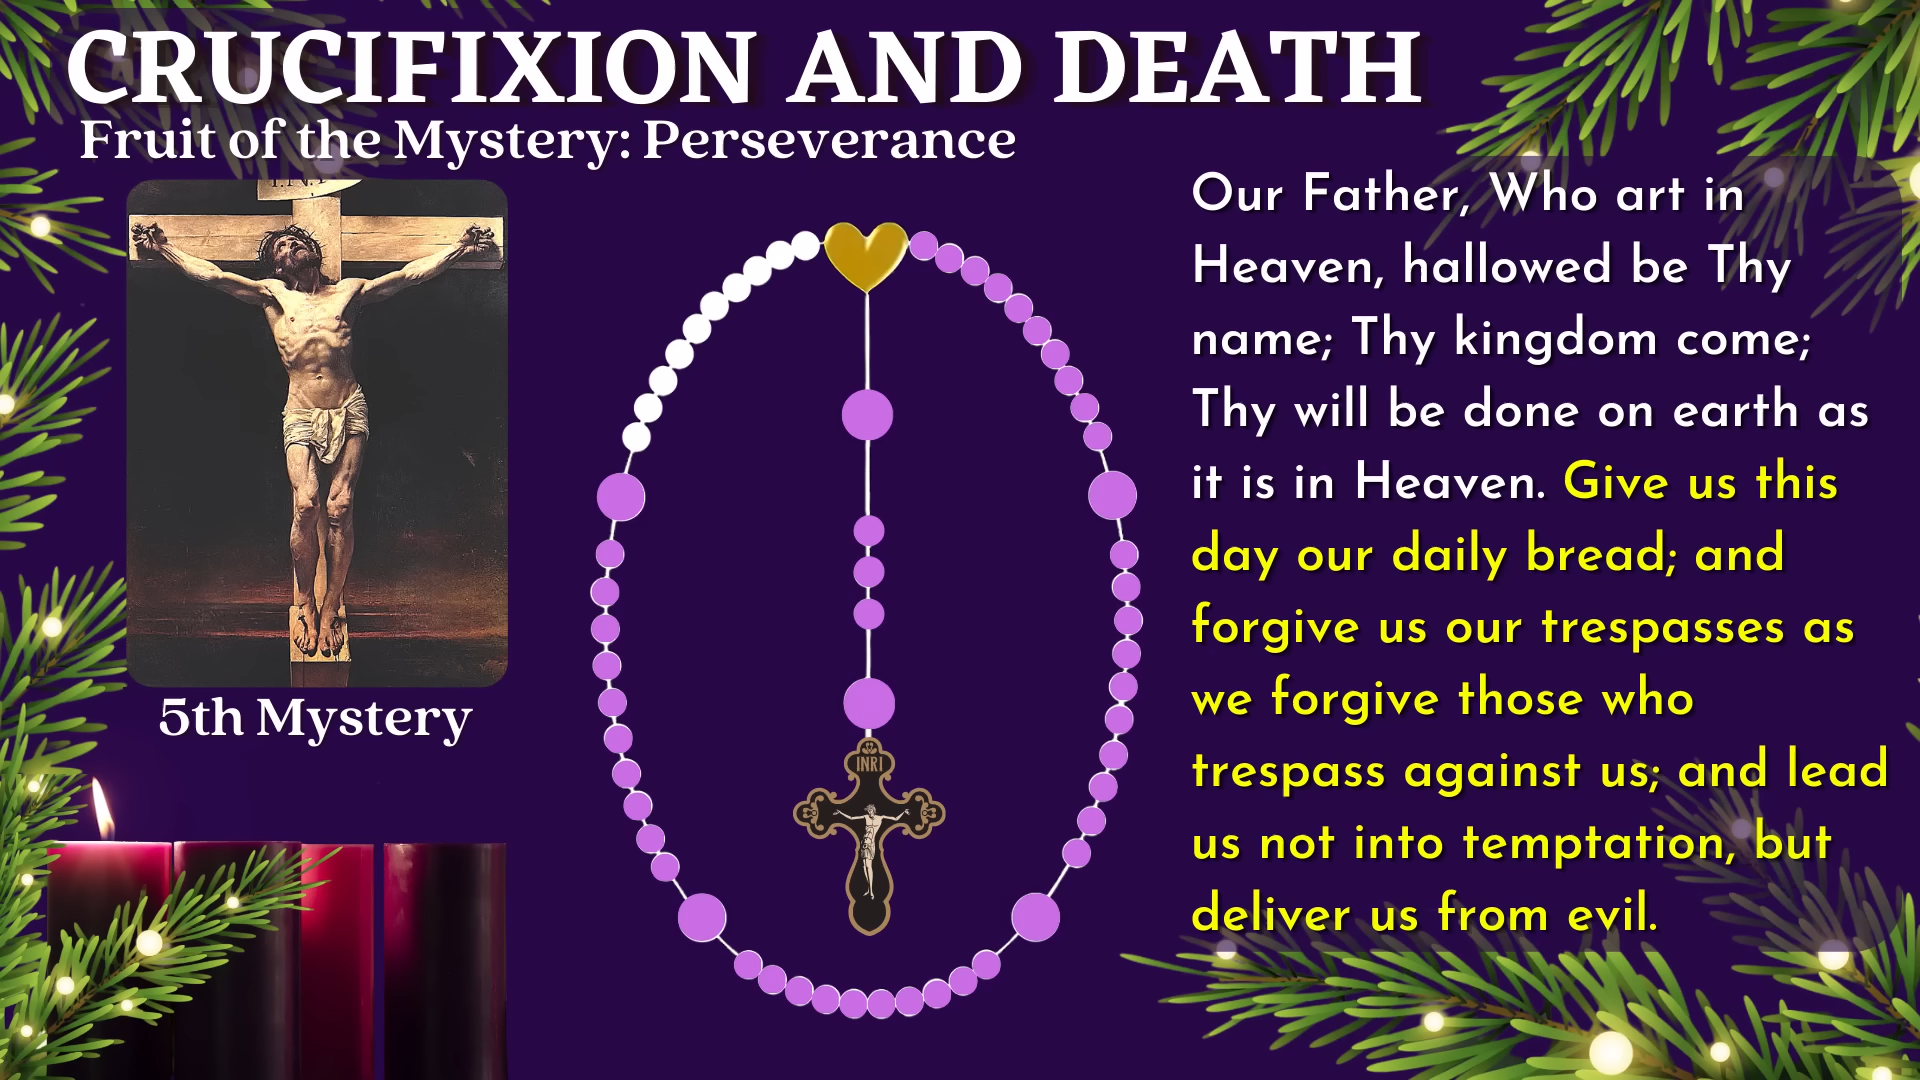 CRUCIFIXION AND DEATH
Fruit of the Mystery: Perseverance
I.N.
5th Mystery
INRI
Our Father, Who art in
Heaven, hallowed be Thy
name; Thy kingdom come;
Thy will be done on earth as
it is in Heaven. Give us this
day our daily bread; and
forgive us our trespasses as
we forgive those who
trespass against us; and lead
us not into temptation, but
deliver us from evil.